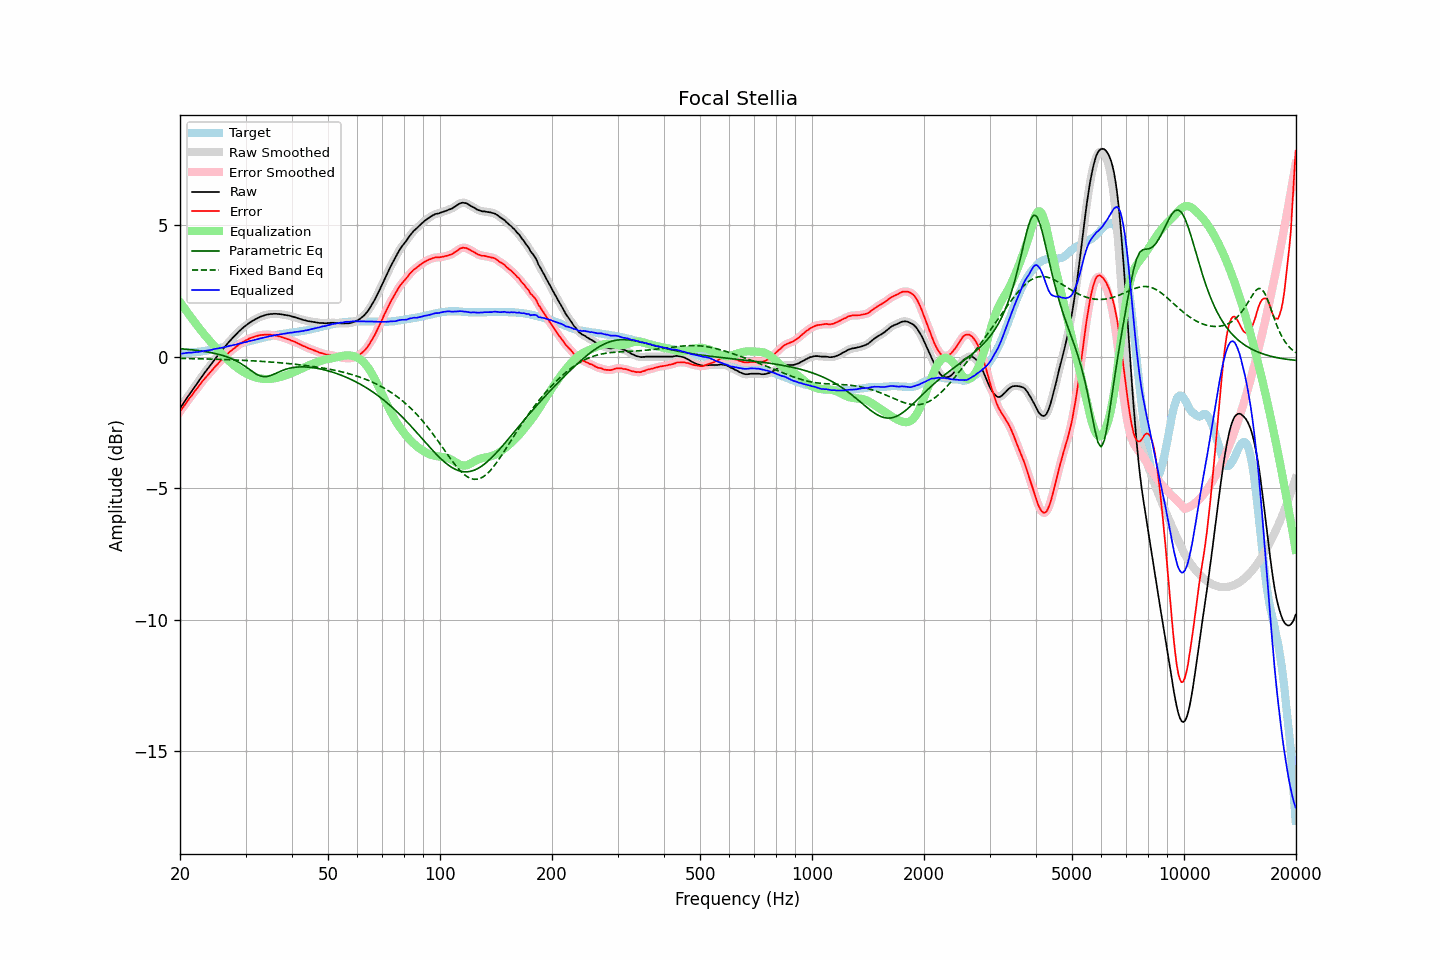 Focal Stellia
Target
Raw Smoothed
Error Smoothed
Raw
Error
Equalization
Parametric Eq
Fixed Band Eq
Equalized
Amplitude (dBr)
5
0
−5
−10
−15
20 50 100 200 500 1000 2000 5000 10000 20000
Frequency (Hz)